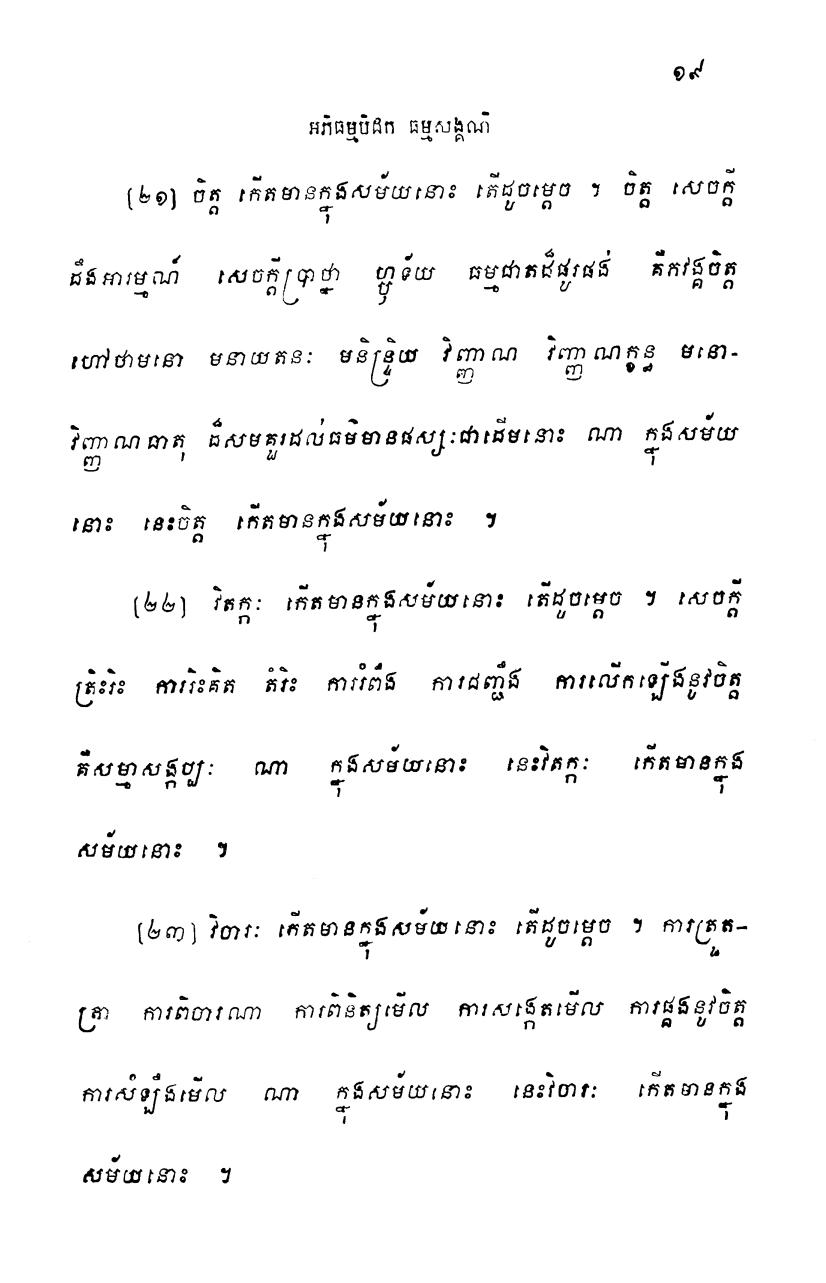 ១៩
អភិធម្មបិដក ធម្មសង្គណី
[២១] ចិត្ត កើតមានក្នុងសម័យនោះ តើដូចម្តេច ។ ចិត្ត សេចក្តី
ដឹងអារម្មណ៍ សេចក្តីប្រាថ្នា ហ្ឫទ័យ ធម្មជាតដ៏ផូរផង់ គឺភវង្គចិត្ត
ហៅថាមនោ មនាយតនៈ មនិន្ទ្រិយ វិញ្ញាណ វិញ្ញាណក្ខន្ធ មនោ-
វិញ្ញាណធាតុ ដ៏សមគួរដល់ធម៌មានផស្សៈជាដើមនោះ ណា ក្នុងសម័យ
នោះ នេះចិត្ត កើតមានក្នុងសម័យនោះ ។
[២២] វិតក្កៈ កើតមានក្នុងសម័យនោះ តើដូចម្តេច ។ សេចក្តី
ត្រិះរិះ ការរិះគិត តំរិះ ការរំពឹង ការជញ្ជឹង ការលើកឡើងនូវចិត្ត
គឺសម្មាសង្កប្បៈ ណា ក្នុងសម័យនោះ នេះវិតក្កៈ កើតមានក្នុង
សម័យនោះ ។
[២៣] វិចារៈ កើតមានក្នុងសម័យនោះ តើដូចម្តេច ។ ការត្រួត-
ត្រា ការពិចារណា ការពិនិត្យមើល ការសង្កេតមើល ការផ្គងនូវចិត្ត
ការសំឡឹងមើល ណា ក្នុងសម័យនោះ នេះវិចារៈ កើតមានក្នុង
សម័យនោះ ។